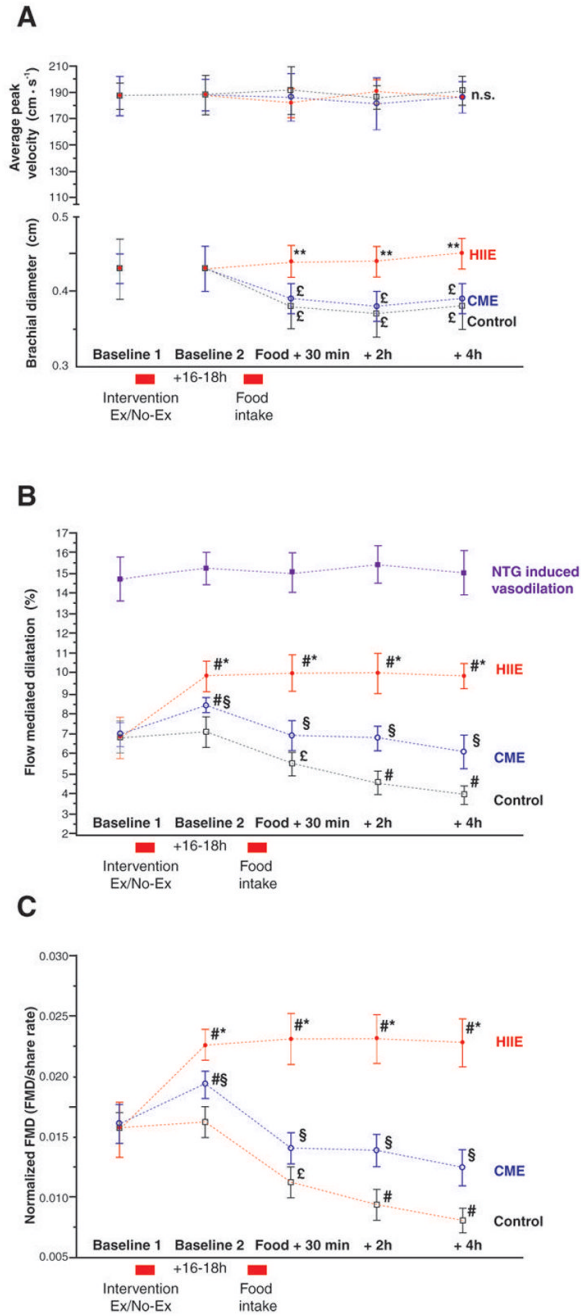 A
Average peak
velocity (cm · s⁻¹)
210
190
170
150
130
110
n.s.
Brachial diameter (cm)
0.5
0.4
0.3
** ** **
HIIE
£ £ £
CME
£ £ £
Control
Baseline 1 Baseline 2 Food + 30 min + 2h + 4h
+16-18h
Intervention
Ex/No-Ex
Food
intake
B
Flow mediated dilatation (%)
17
16
15
14
13
12
11
10
9
8
7
6
5
4
3
2
NTG induced
vasodilation
#* #* #* #*
HIIE
#§ § § §
CME
£ # #
Control
Baseline 1 Baseline 2 Food + 30 min + 2h + 4h
+16-18h
Intervention
Ex/No-Ex
Food
intake
C
Normalized FMD (FMD/share rate)
0.030
0.025
0.020
0.015
0.010
0.005
#* #* #* #*
HIIE
#§ § § §
CME
£ # #
Control
Baseline 1 Baseline 2 Food + 30 min + 2h + 4h
+16-18h
Intervention
Ex/No-Ex
Food
intake